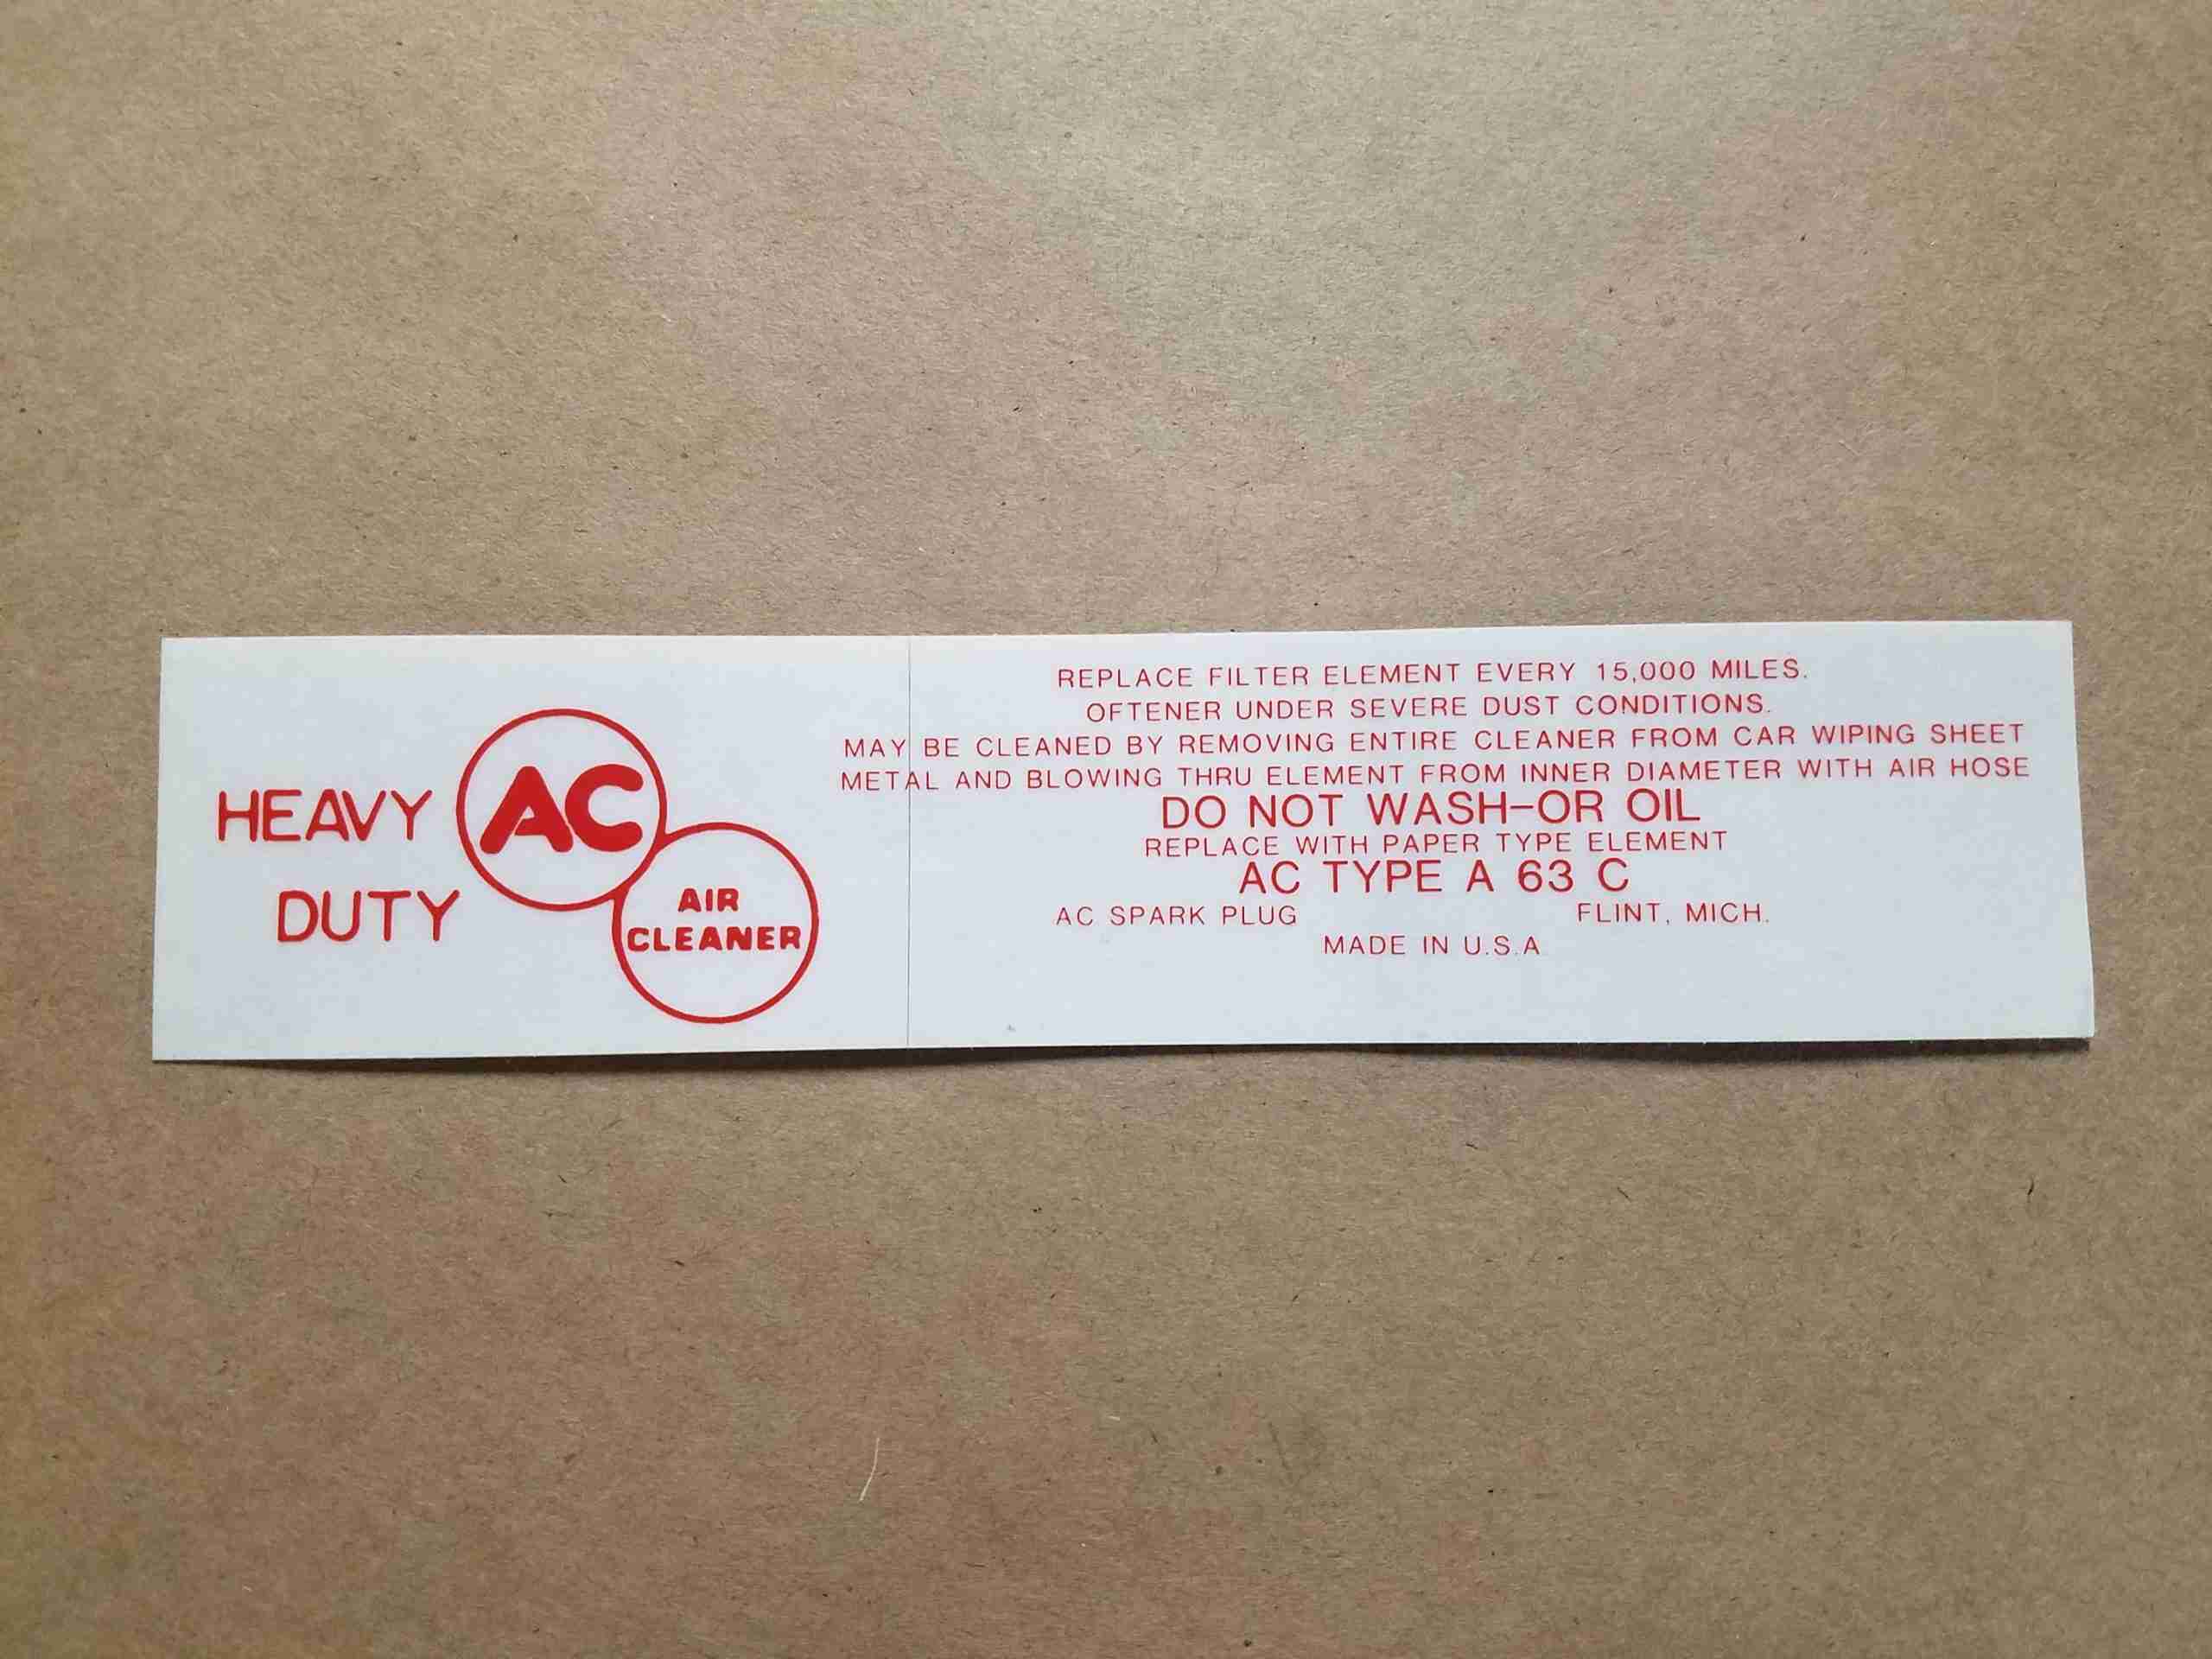 HEAVY
DUTY
AC
AIR
CLEANER
REPLACE FILTER ELEMENT EVERY 15,000 MILES.
OFTENER UNDER SEVERE DUST CONDITIONS.
MAY BE CLEANED BY REMOVING ENTIRE CLEANER FROM CAR WIPING SHEET
METAL AND BLOWING THRU ELEMENT FROM INNER DIAMETER WITH AIR HOSE
DO NOT WASH-OR OIL
REPLACE WITH PAPER TYPE ELEMENT
AC TYPE A 63 C
AC SPARK PLUG FLINT, MICH.
MADE IN U.S.A